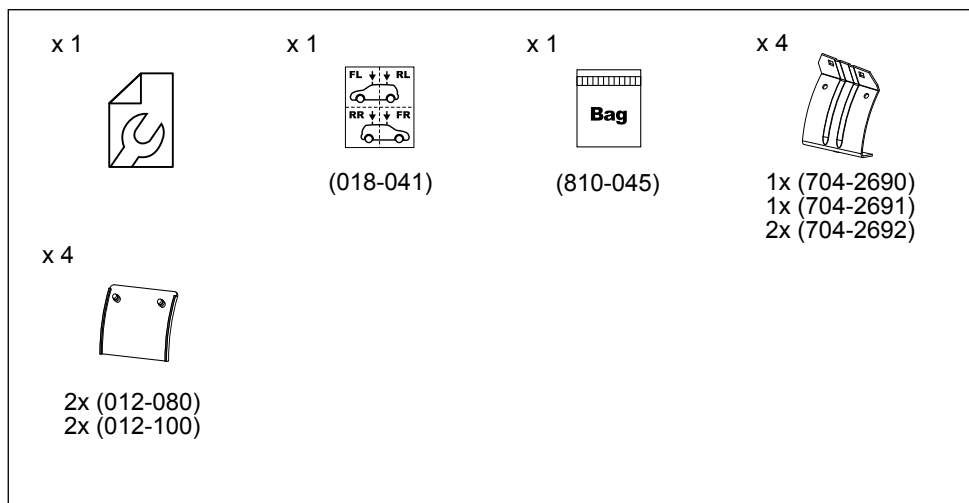 x 1
x 1
FL RL
RR FR
(018-041)
x 1
Bag
(810-045)
x 4
1x (704-2690)
1x (704-2691)
2x (704-2692)
x 4
2x (012-080)
2x (012-100)